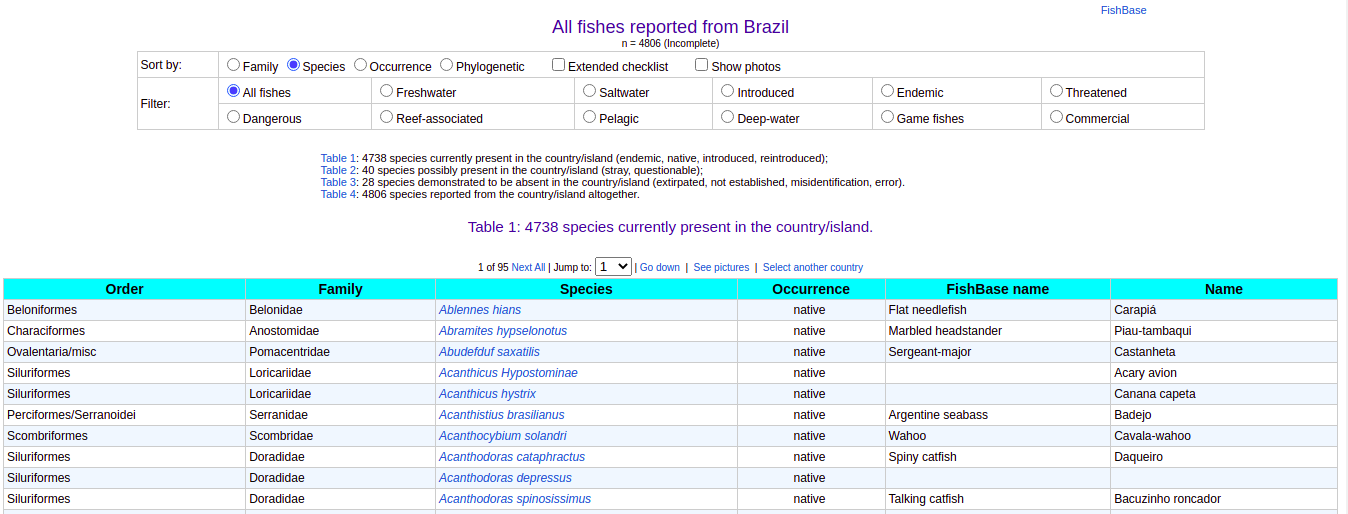 FishBase
All fishes reported from Brazil
n = 4806 (Incomplete)
Sort by: Family Species Occurrence Phylogenetic Extended checklist Show photos
Filter: All fishes Freshwater Saltwater Introduced Endemic Threatened
Dangerous Reef-associated Pelagic Deep-water Game fishes Commercial
Table 1: 4738 species currently present in the country/island (endemic, native, introduced, reintroduced);
Table 2: 40 species possibly present in the country/island (stray, questionable);
Table 3: 28 species demonstrated to be absent in the country/island (extirpated, not established, misidentification, error).
Table 4: 4806 species reported from the country/island altogether.
Table 1: 4738 species currently present in the country/island.
1 of 95 Next All | Jump to: 1 | Go down | See pictures | Select another country
Order Family Species Occurrence FishBase name Name
Beloniformes Belonidae Ablennes hians native Flat needlefish Carapiá
Characiformes Anostomidae Abramites hypselonotus native Marbled headstander Piau-tambaqui
Ovalentaria/misc Pomacentridae Abudefduf saxatilis native Sergeant-major Castanheta
Siluriformes Loricariidae Acanthicus Hypostominae native Acary avion
Siluriformes Loricariidae Acanthicus hystrix native Canana capeta
Perciformes/Serranoidei Serranidae Acanthistius brasilianus native Argentine seabass Badejo
Scombriformes Scombridae Acanthocybium solandri native Wahoo Cavala-wahoo
Siluriformes Doradidae Acanthodoras cataphractus native Spiny catfish Daqueiro
Siluriformes Doradidae Acanthodoras depressus native
Siluriformes Doradidae Acanthodoras spinosissimus native Talking catfish Bacuzinho roncador